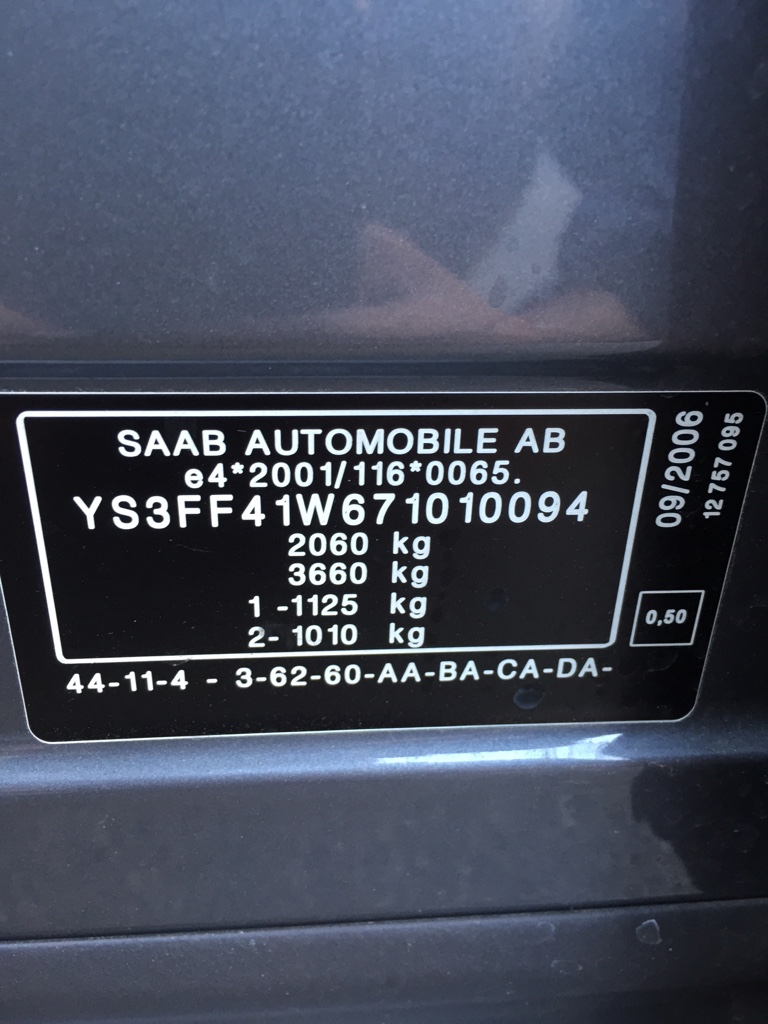 SAAB AUTOMOBILE AB
e4*2001/116*0065.
YS3FF41W671010094
2060 kg
3660 kg
1 -1125 kg
2- 1010 kg
44-11-4 - 3-62-60-AA-BA-CA-DA-
09/2006
12 757 095
0,50